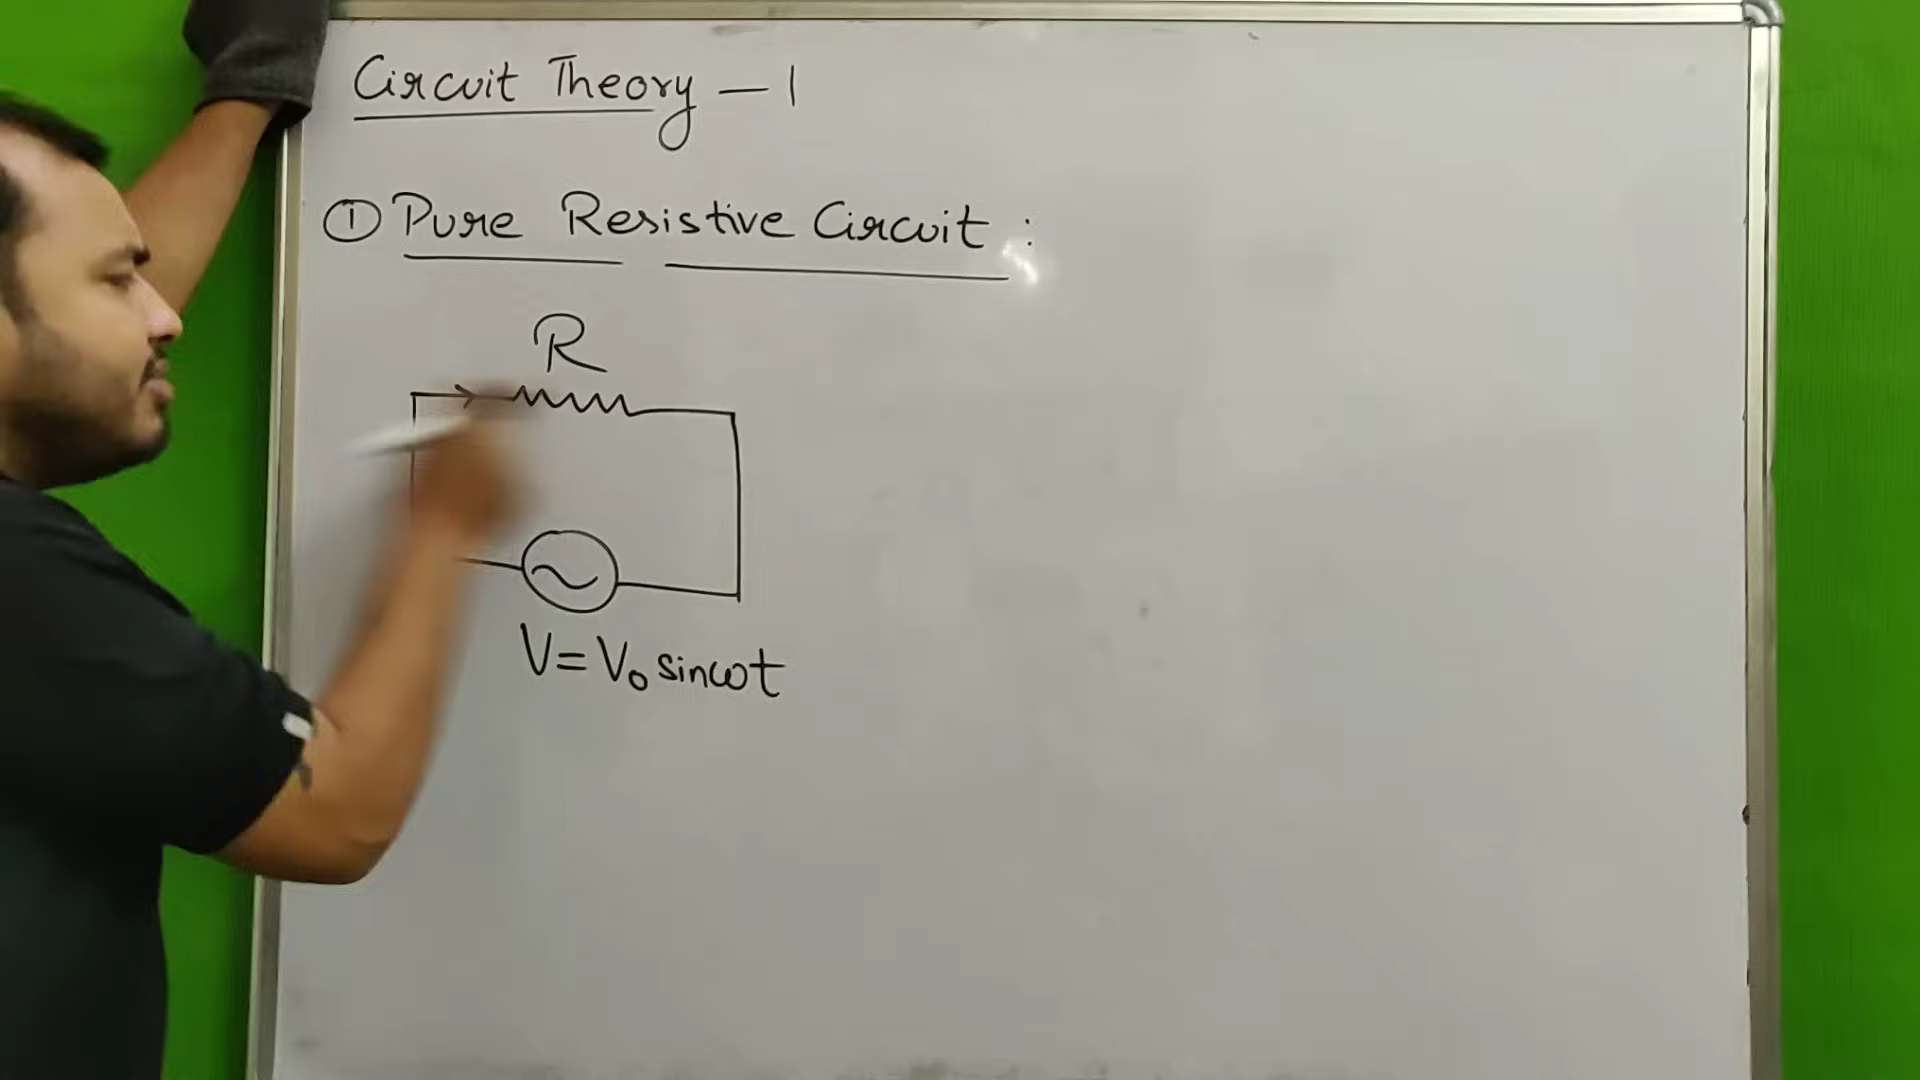 Circuit Theory – 1
① Pure Resistive Circuit :
R
V = V₀ sinωt